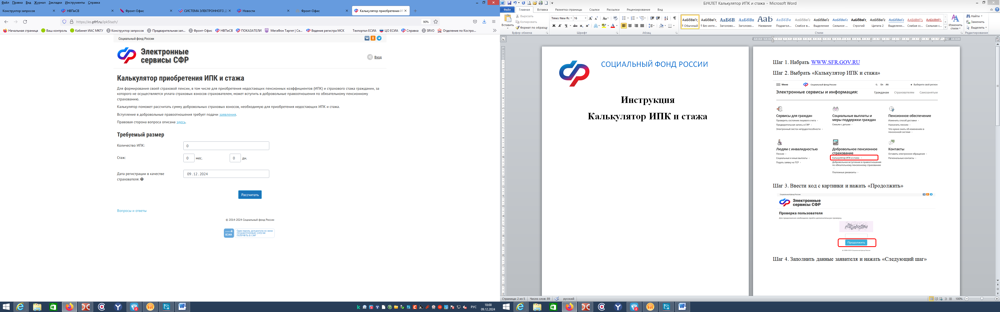 Файл Правка Вид Журнал Закладки Инструменты Справка
Конструктор запросов НВПиСВ Фронт-Офис СИСТЕМА ЭЛЕКТРОННОГО Д Новости Фронт-Офис Калькулятор приобретения И
https://es.pfrf.ru/ipkStazh/ 90%
Начальная страница Ваш контроль Кабинет ИАС МКГУ Конструктор запросов Предварительная зап... Фронт-Офис НВПиСВ ПОКАЗАТЕЛИ МегаФон Таргет | Се... Ведение регистра МСК Техпортал ЕСИА ЦО ЕСИА Справка SRVO Отделение по Костро...
Социальный фонд России
Электронные
сервисы СФР
Вход
Калькулятор приобретения ИПК и стажа
Для формирования своей страховой пенсии, в том числе для приобретения недостающих пенсионных коэффициентов (ИПК) и страхового стажа гражданин, за
которого не осуществляется уплата страховых взносов страхователем, может вступить в добровольные правоотношения по обязательному пенсионному
страхованию.
Калькулятор поможет рассчитать сумму добровольных страховых взносов, необходимую для приобретения недостающих ИПК и стажа.
Вступление в добровольные правоотношения требует подачи заявления.
Правовая сторона вопроса описана здесь.
Требуемый размер
Количество ИПК: 0
Стаж: 0 мес. 0 дн.
Дата регистрации в качестве
страхователя: 09.12.2024
Рассчитать
Вопросы и ответы
© 2014-2024 Социальный фонд России
ЕСИА
Один пароль для доступа ко всем
государственным услугам
ПОЛУЧИТЬ В СФР
РУС 10:00
09.12.2024
БУКЛЕТ Калькулятор ИПК и стажа - Microsoft Word
Файл Главная Вставка Разметка страницы Ссылки Рассылки Рецензирование Вид
Вставить
Вырезать
Копировать
Формат по образцу
Буфер обмена
Times New Rc 16
Шрифт
Абзац
АаБбВвГг, АаБбВвГг, АаБбВ АаБбВв АаБ АаБбВв. АаБбВвГг АаБбВвГг АаБбВвГг АаБбВвГг, АаБбВвГг АаБбВвГг ААБбВвГг ААБбВвГг
¶ Обычный ¶ Без инте... Заголово... Заголово... Название Подзагол... Слабое в... Выделение Сильное ... Строгий Цитата 2 Выделенн... Слабая сс... Сильная с...
Стили
Изменить
стили
Найти
Заменить
Выделить
Редактирование
СОЦИАЛЬНЫЙ ФОНД РОССИИ
Инструкция
Калькулятор ИПК и стажа
Шаг 1. Набрать WWW.SFR.GOV.RU
Шаг 2. Выбрать «Калькулятор ИПК и стажа»
Меню Социальный фонд России En АА Выберите свой регион
Электронные сервисы и информация: Гражданам Страхователям Самозанятым
Сервисы для граждан
Проверить состояние лицевого счета
Предварительная запись в СФР
Электронный листок нетрудоспособности
Социальные выплаты и
меры поддержки граждан
Семьям с детьми
Пенсионное обеспечение
Изменить способ доставки
Назначить пенсию
Что нужно знать об изменениях в
пенсионной системе
Людям с инвалидностью
Пенсии
Социальные и иные выплаты
Подать заявку на ТСР
Добровольное пенсионное
страхование
Калькулятор ИПК и стажа
Добровольное вступление в правоотношения
по обязательному пенсионному страхованию
Платежные реквизиты
Контакты
Оставить электронное обращение
Региональные контакты
Шаг 3. Ввести код с картинки и нажать «Продолжить»
Социальный фонд России
Электронные
сервисы СФР
Проверка пользователя
Для продолжения необходимо пройти дополнительную проверку.
Продолжить
Шаг 4. Заполнить данные заявителя и нажать «Следующий шаг»
Страница: 2 из 5 Число слов: 89 русский 100%